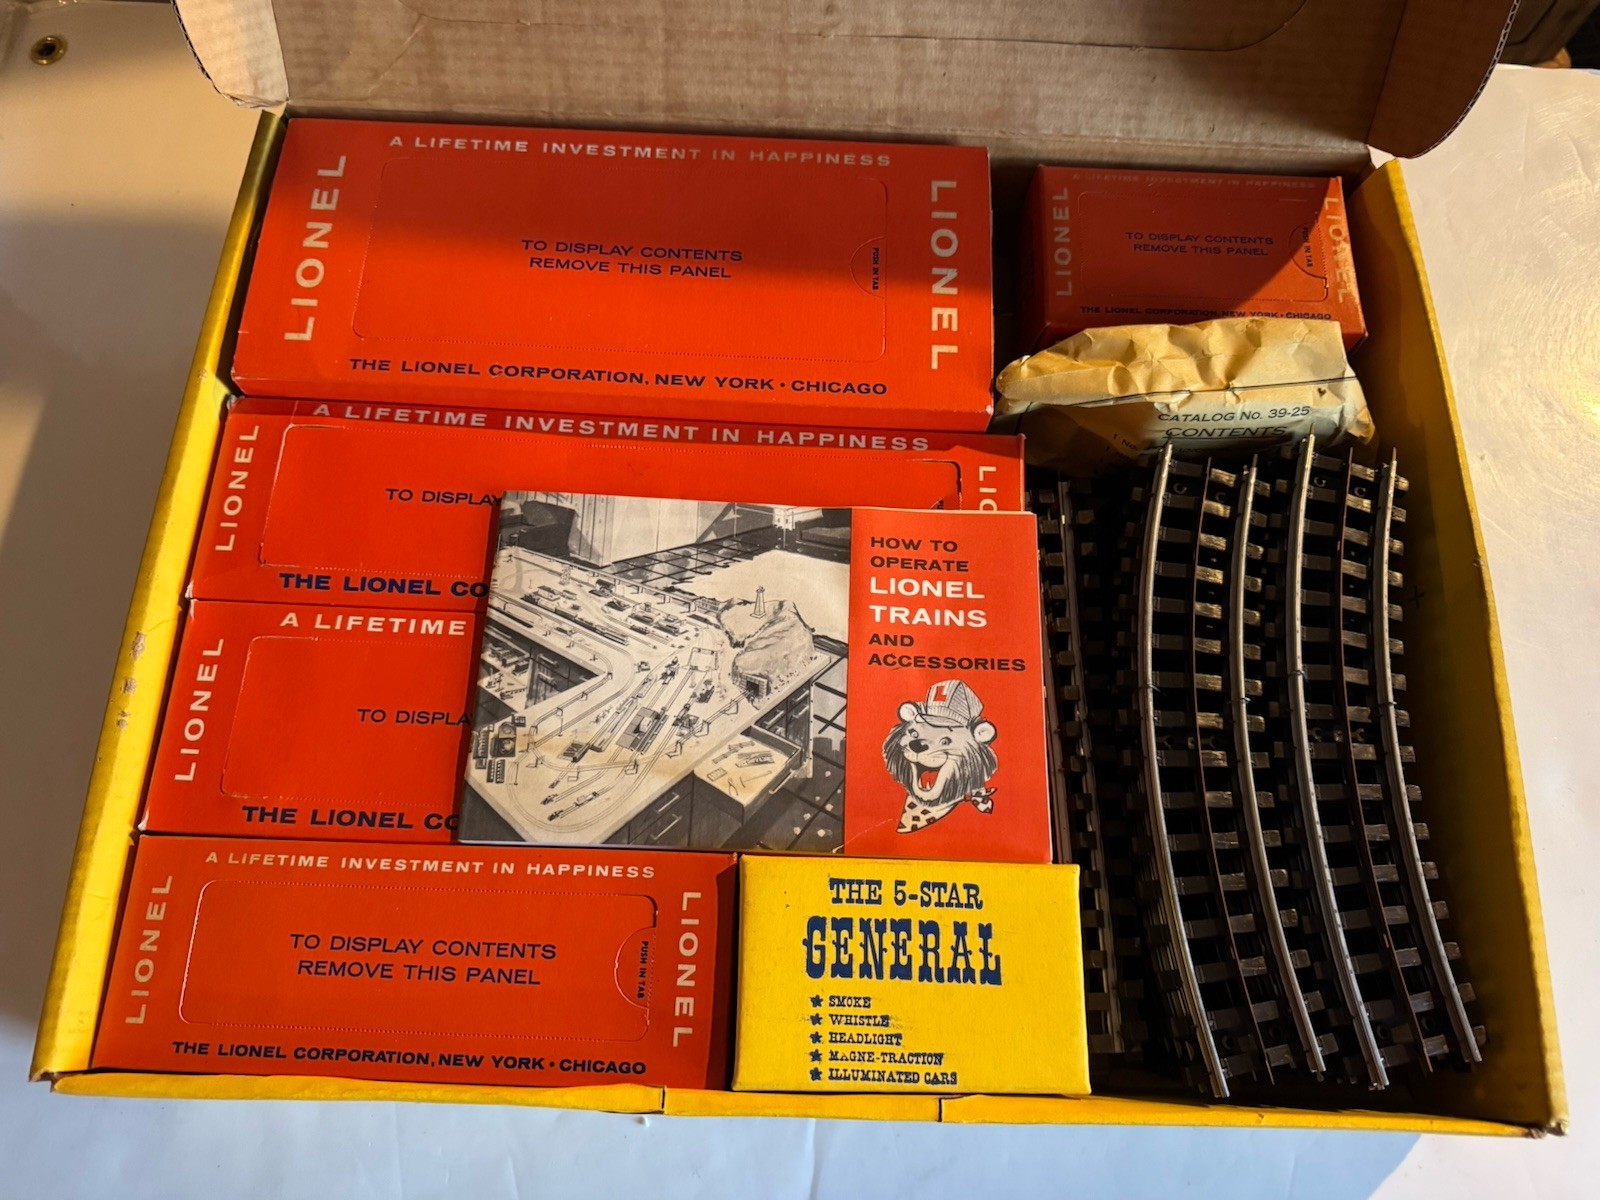 A LIFETIME INVESTMENT IN HAPPINESS
LIONEL
TO DISPLAY CONTENTS
REMOVE THIS PANEL
PUSH IN TAB
LIONEL
THE LIONEL CORPORATION, NEW YORK • CHICAGO
A LIFETIME INVESTMENT IN HAPPINESS
LIONEL
TO DISPLAY CONTENTS
REMOVE THIS PANEL
PUSH IN TAB
LIONEL
THE LIONEL CORPORATION, NEW YORK • CHICAGO
CATALOG No. 39-25
CONTENTS
A LIFETIME INVESTMENT IN HAPPINESS
LIONEL
TO DISPLAY
LIO
THE LIONEL CO
A LIFETIME
LIONEL
TO DISPLA
THE LIONEL CO
HOW TO
OPERATE
LIONEL
TRAINS
AND
ACCESSORIES
L
A LIFETIME INVESTMENT IN HAPPINESS
LIONEL
TO DISPLAY CONTENTS
REMOVE THIS PANEL
PUSH IN TAB
LIONEL
THE LIONEL CORPORATION, NEW YORK • CHICAGO
THE 5-STAR
GENERAL
★ SMOKE
★ WHISTLE
★ HEADLIGHT
★ MAGNE-TRACTION
★ ILLUMINATED CARS